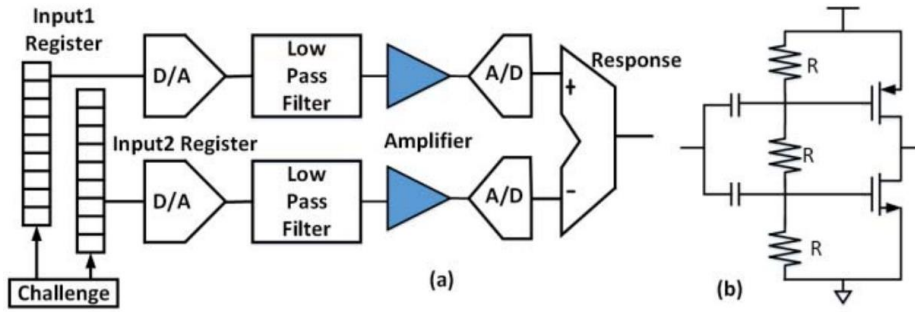 Input1
Register
D/A
Low
Pass
Filter
A/D
Response
+
R
Input2 Register
Amplifier
R
D/A
Low
Pass
Filter
A/D
-
R
Challenge
(a)
(b)